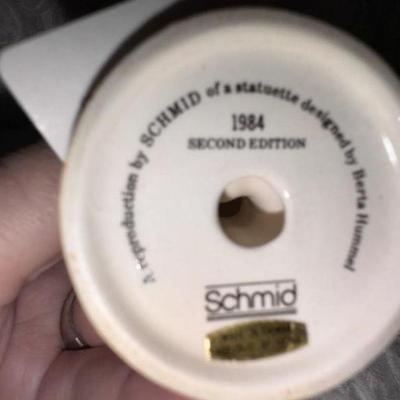 A reproduction by SCHMID of a statuette designed by Berta Hummel
1984
SECOND EDITION
Schmid